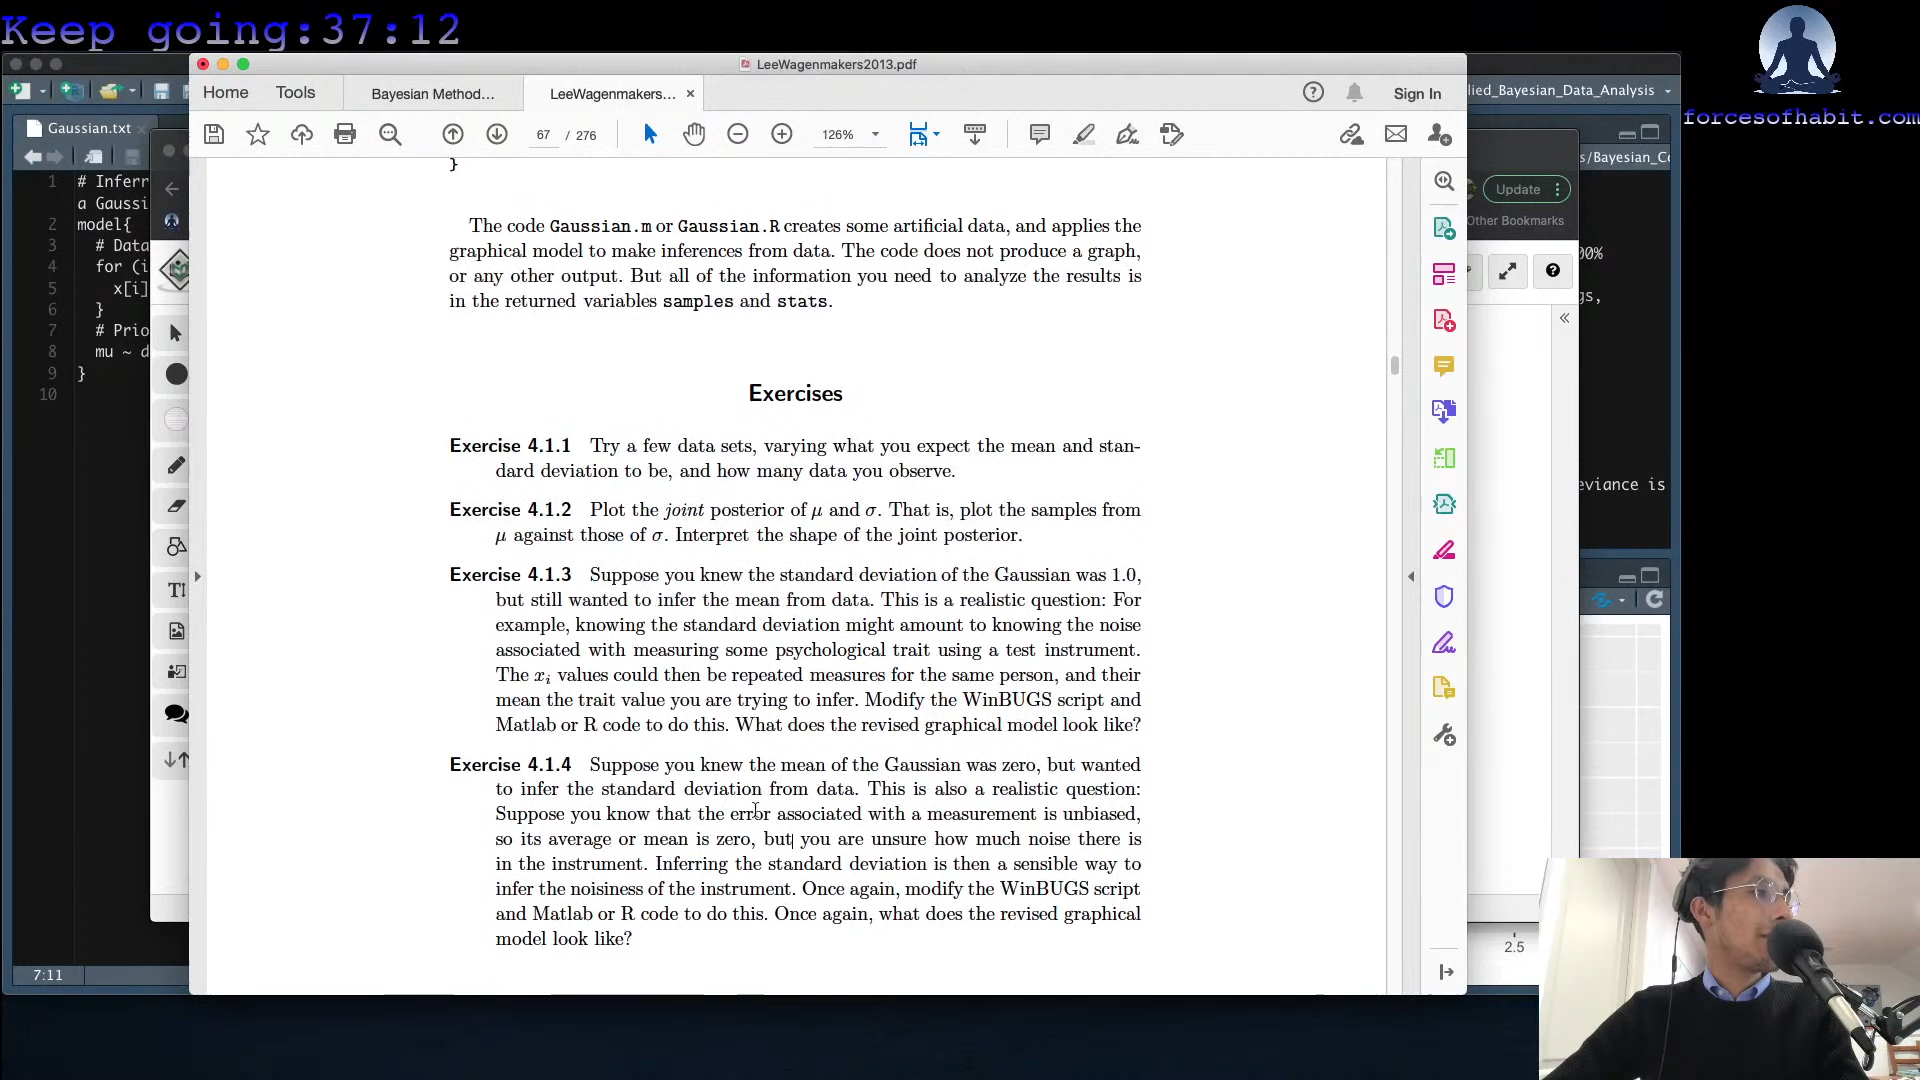 Keep going:37:12
forcesofhabit.com
LeeWagenmakers2013.pdf
Home
Tools
Bayesian Method...
LeeWagenmakers... ×
Sign In
67 / 276
126%
lied_Bayesian_Data_Analysis
Gaussian.txt
s/Bayesian_Co
Update
Other Bookmarks
00%
gs,
eviance is
1 # Inferr
a Gaussi
2 model{
3 # Data
4 for (i
5 x[i]
6 }
7 # Prio
8 mu ~ d
9 }
10
7:11
}
The code Gaussian.m or Gaussian.R creates some artificial data, and applies the
graphical model to make inferences from data. The code does not produce a graph,
or any other output. But all of the information you need to analyze the results is
in the returned variables samples and stats.
Exercises
Exercise 4.1.1 Try a few data sets, varying what you expect the mean and stan-
dard deviation to be, and how many data you observe.
Exercise 4.1.2 Plot the joint posterior of μ and σ. That is, plot the samples from
μ against those of σ. Interpret the shape of the joint posterior.
Exercise 4.1.3 Suppose you knew the standard deviation of the Gaussian was 1.0,
but still wanted to infer the mean from data. This is a realistic question: For
example, knowing the standard deviation might amount to knowing the noise
associated with measuring some psychological trait using a test instrument.
The xi values could then be repeated measures for the same person, and their
mean the trait value you are trying to infer. Modify the WinBUGS script and
Matlab or R code to do this. What does the revised graphical model look like?
Exercise 4.1.4 Suppose you knew the mean of the Gaussian was zero, but wanted
to infer the standard deviation from data. This is also a realistic question:
Suppose you know that the error associated with a measurement is unbiased,
so its average or mean is zero, but you are unsure how much noise there is
in the instrument. Inferring the standard deviation is then a sensible way to
infer the noisiness of the instrument. Once again, modify the WinBUGS script
and Matlab or R code to do this. Once again, what does the revised graphical
model look like?
2.5